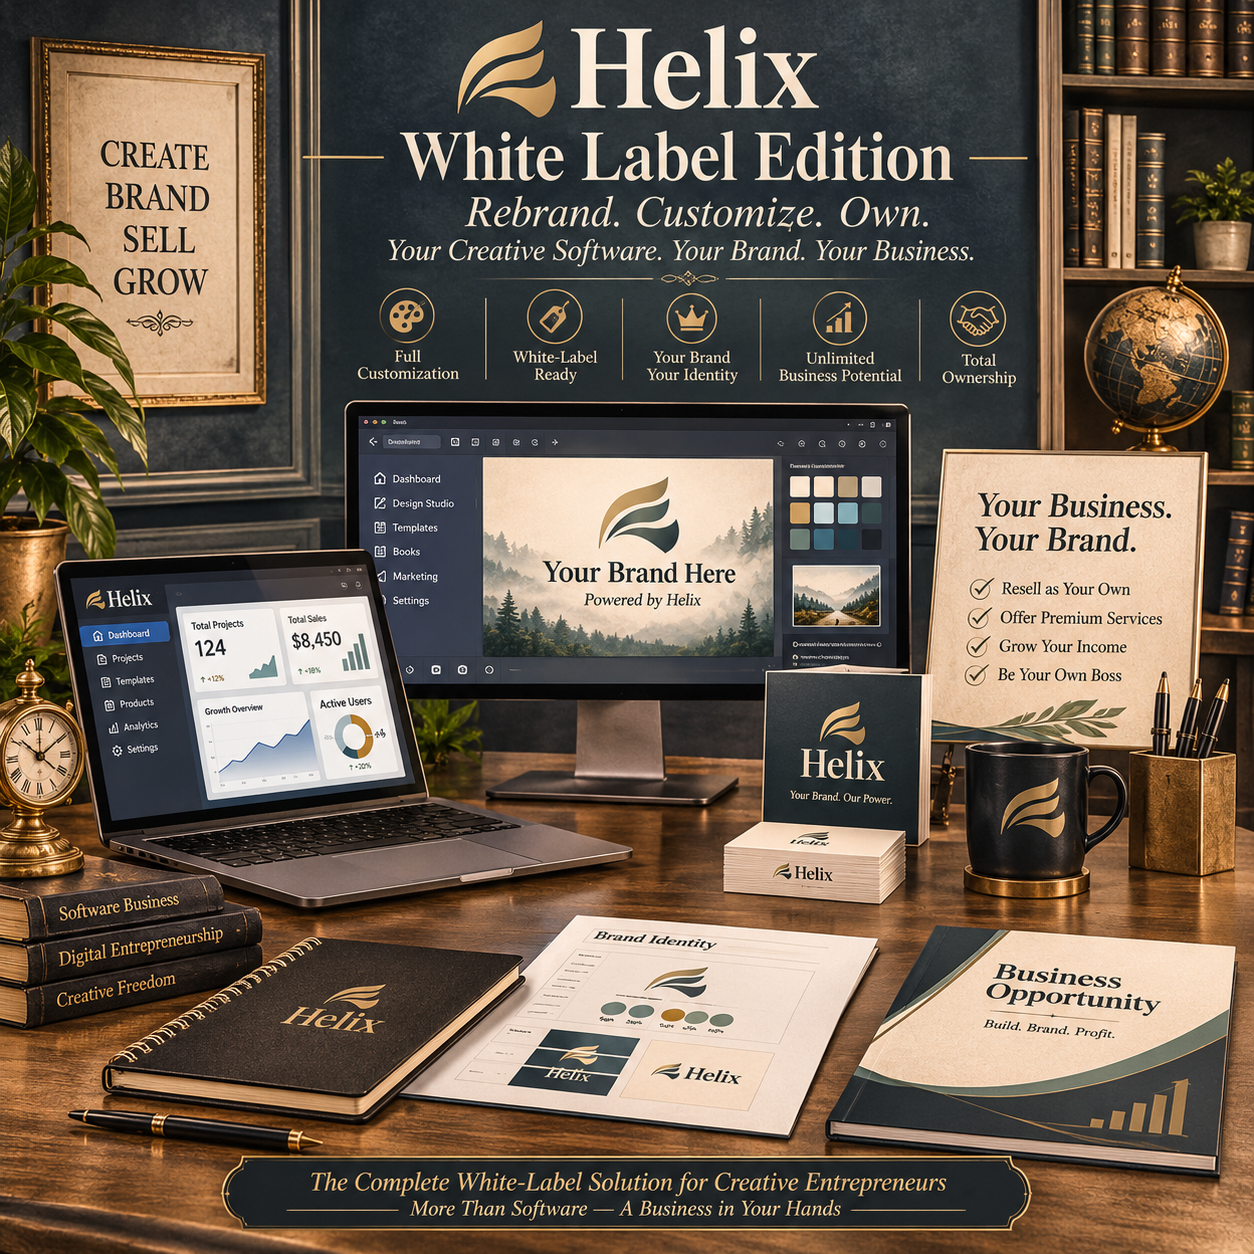 CREATE
BRAND
SELL
GROW
Helix
White Label Edition
Rebrand. Customize. Own.
Your Creative Software. Your Brand. Your Business.
Full
Customization
White-Label
Ready
Your Brand
Your Identity
Unlimited
Business Potential
Total
Ownership
Dashboard
Design Studio
Templates
Books
Marketing
Settings
Your Brand Here
Powered by Helix
Your Business.
Your Brand.
Resell as Your Own
Offer Premium Services
Grow Your Income
Be Your Own Boss
Helix
Dashboard
Projects
Templates
Products
Analytics
Settings
Total Projects
124
+12%
Total Sales
$8,450
+18%
Growth Overview
Active Users
Helix
Your Brand. Our Power.
Helix
Helix
Software Business
Digital Entrepreneurship
Creative Freedom
Helix
Brand Identity
Helix
Helix
Business
Opportunity
Build. Brand. Profit.
The Complete White-Label Solution for Creative Entrepreneurs
More Than Software — A Business in Your Hands